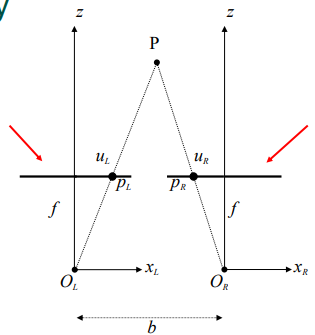 y
z z
P
u_L u_R
p_L p_R
f f
x_L x_R
O_L O_R
b